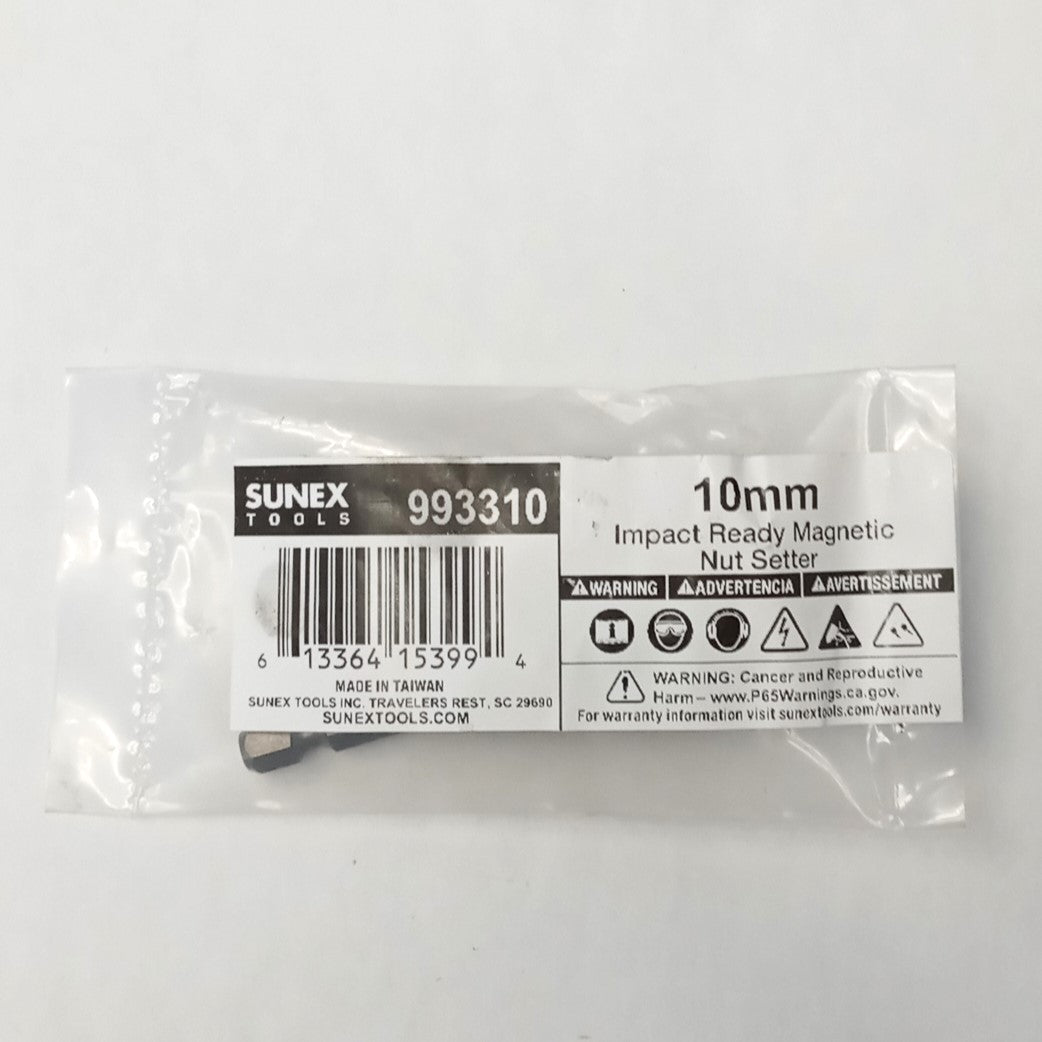 SUNEX
TOOLS
993310
6 13364 15399 4
MADE IN TAIWAN
SUNEX TOOLS INC. TRAVELERS REST, SC 29690
SUNEXTOOLS.COM
10mm
Impact Ready Magnetic
Nut Setter
WARNING ADVERTENCIA AVERTISSEMENT
WARNING: Cancer and Reproductive
Harm – www.P65Warnings.ca.gov.
For warranty information visit sunextools.com/warranty